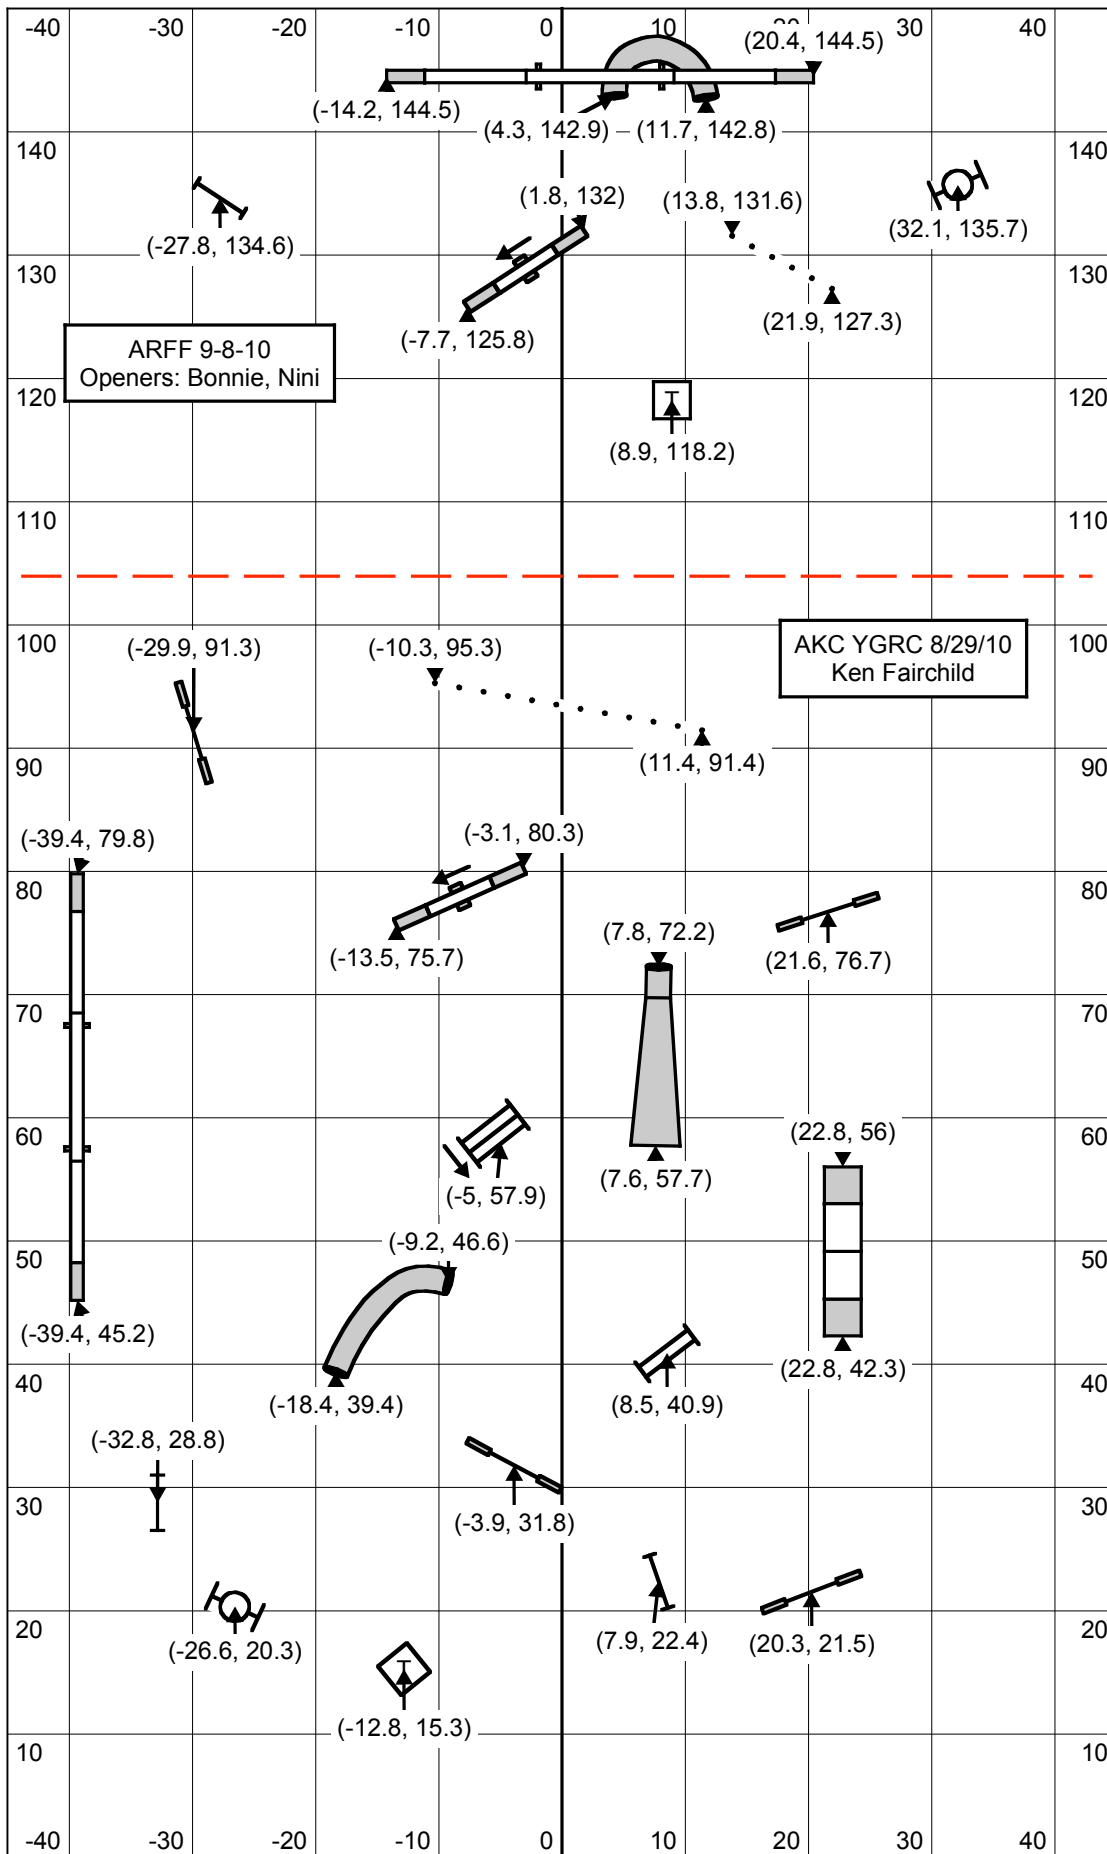 -40 -30 -20 -10 0 10 20 30 40
(20.4, 144.5)
(-14.2, 144.5)
(4.3, 142.9) (11.7, 142.8)
140 140
(1.8, 132) (13.8, 131.6)
(32.1, 135.7)
(-27.8, 134.6)
130 130
(21.9, 127.3)
(-7.7, 125.8)
ARFF 9-8-10
Openers: Bonnie, Nini
120 120
(8.9, 118.2)
110 110
100 100
(-29.9, 91.3) (-10.3, 95.3)
AKC YGRC 8/29/10
Ken Fairchild
90 90
(11.4, 91.4)
(-39.4, 79.8) (-3.1, 80.3)
80 80
(7.8, 72.2)
(-13.5, 75.7) (21.6, 76.7)
70 70
60 60
(22.8, 56)
(7.6, 57.7)
(-5, 57.9)
(-9.2, 46.6)
50 50
(-39.4, 45.2)
(22.8, 42.3)
40 40
(-18.4, 39.4) (8.5, 40.9)
(-32.8, 28.8)
30 30
(-3.9, 31.8)
20 20
(-26.6, 20.3) (7.9, 22.4) (20.3, 21.5)
(-12.8, 15.3)
10 10
-40 -30 -20 -10 0 10 20 30 40